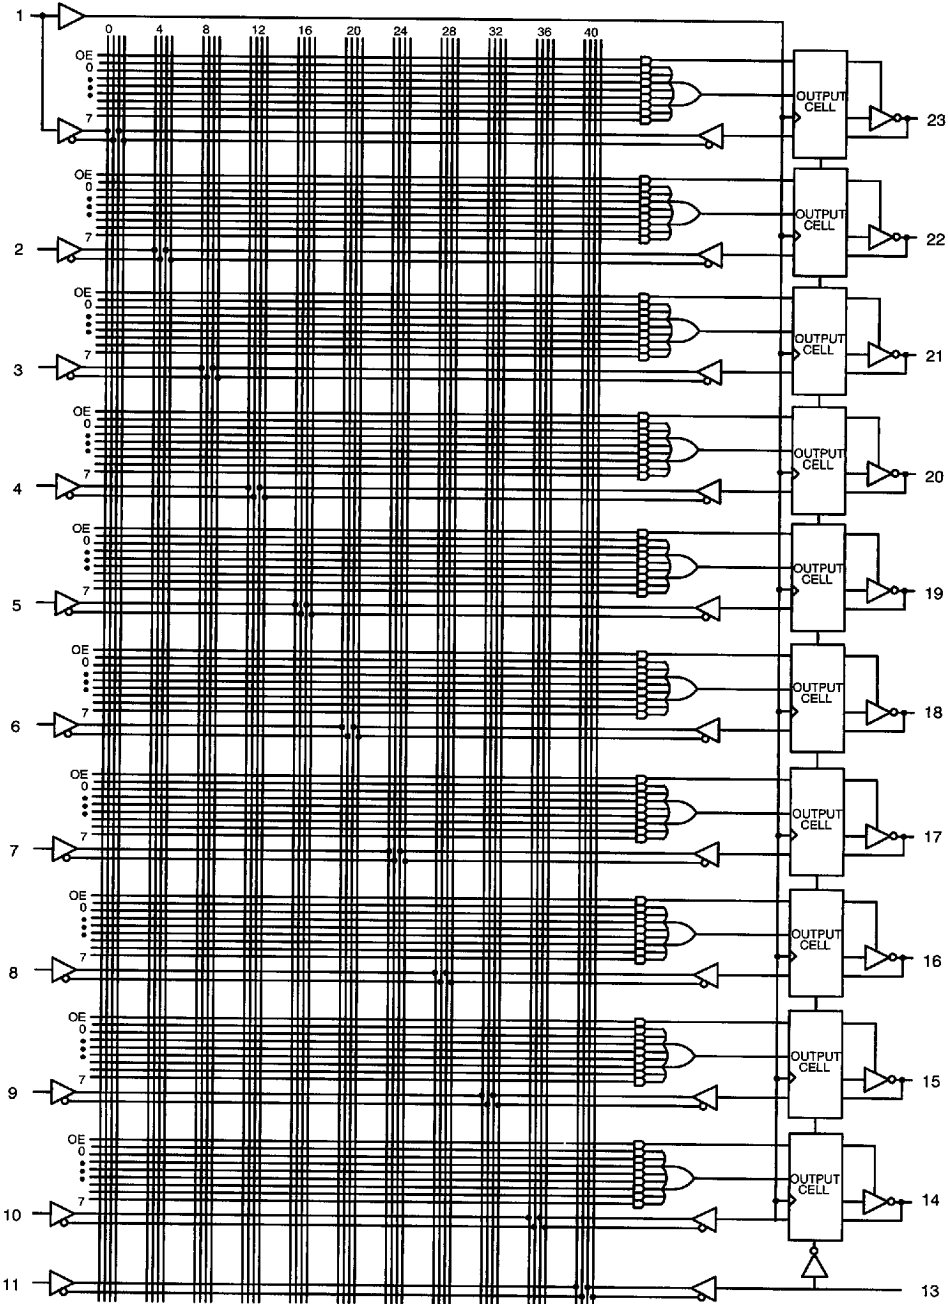 1
0 4 8 12 16 20 24 28 32 36 40
OE
0
7
OUTPUT
CELL
23
OE
0
7
2
OUTPUT
CELL
22
OE
0
7
3
OUTPUT
CELL
21
OE
0
7
4
OUTPUT
CELL
20
OE
0
7
5
OUTPUT
CELL
19
OE
0
7
6
OUTPUT
CELL
18
OE
0
7
7
OUTPUT
CELL
17
OE
0
7
8
OUTPUT
CELL
16
OE
0
7
9
OUTPUT
CELL
15
OE
0
7
10
OUTPUT
CELL
14
11
13